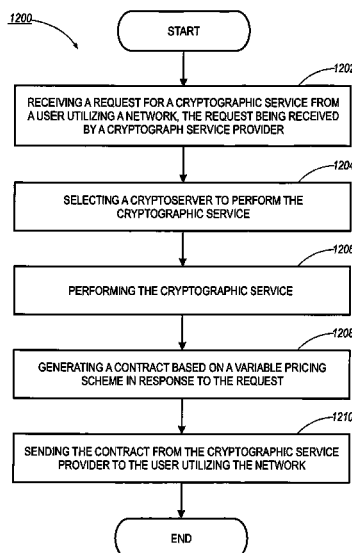 1200
START
1202
RECEIVING A REQUEST FOR A CRYPTOGRAPHIC SERVICE FROM
A USER UTILIZING A NETWORK, THE REQUEST BEING RECEIVED
BY A CRYPTOGRAPH SERVICE PROVIDER
1204
SELECTING A CRYPTOSERVER TO PERFORM THE
CRYPTOGRAPHIC SERVICE
1206
PERFORMING THE CRYPTOGRAPHIC SERVICE
1208
GENERATING A CONTRACT BASED ON A VARIABLE PRICING
SCHEME IN RESPONSE TO THE REQUEST
1210
SENDING THE CONTRACT FROM THE CRYPTOGRAPHIC SERVICE
PROVIDER TO THE USER UTILIZING THE NETWORK
END